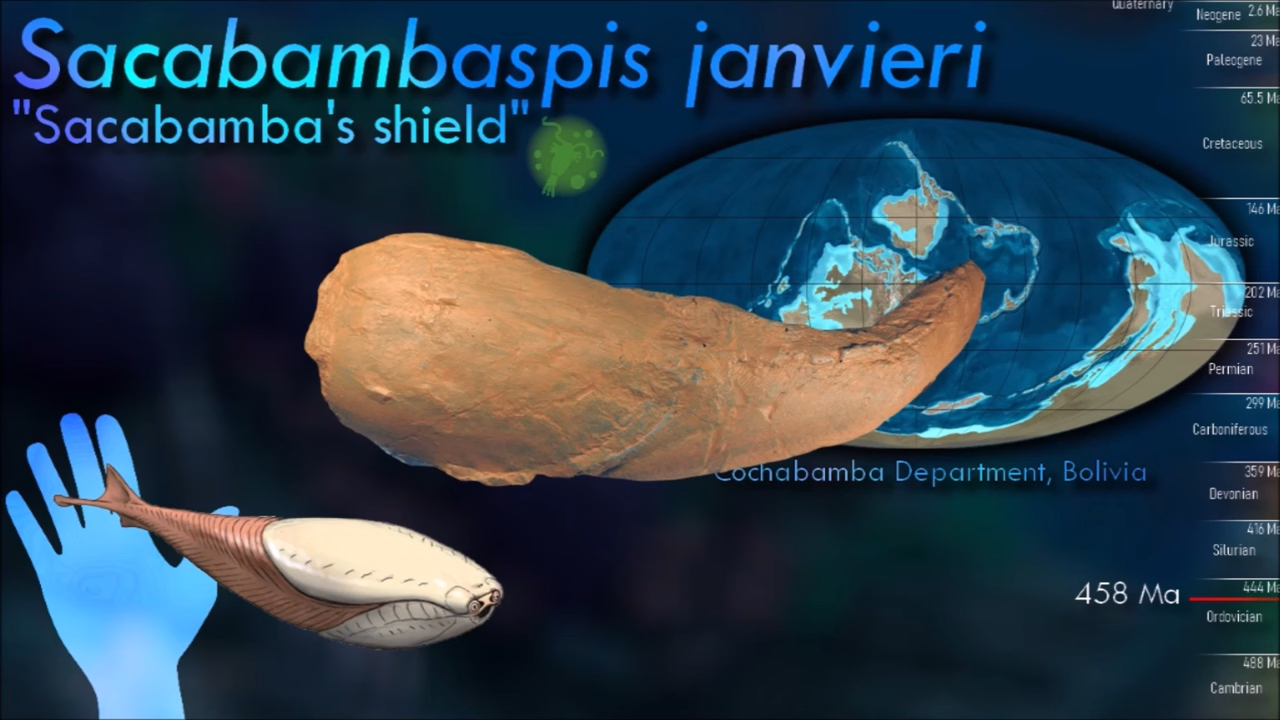 Sacabambaspis janvieri
"Sacabamba's shield"
Cochabamba Department, Bolivia
458 Ma
Quaternary
2.6 Ma
Neogene
23 Ma
Paleogene
65.5 Ma
Cretaceous
146 Ma
Jurassic
202 Ma
Triassic
251 Ma
Permian
299 Ma
Carboniferous
359 Ma
Devonian
416 Ma
Silurian
444 Ma
Ordovician
488 Ma
Cambrian